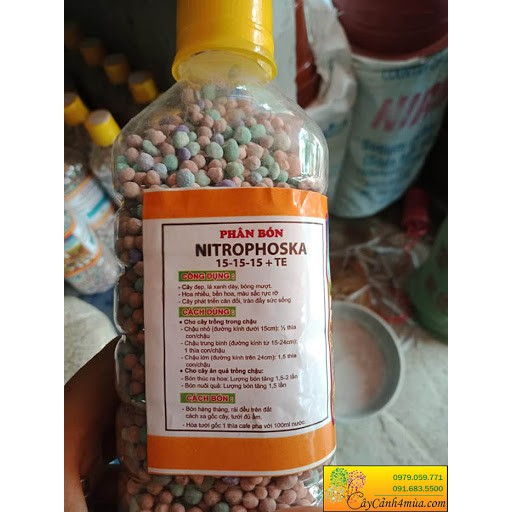 PHÂN BÓN
NITROPHOSKA
15-15-15 + TE
CÔNG DỤNG :
- Cây đẹp, lá xanh dày, bóng mượt.
- Hoa nhiều, bền hoa, màu sắc rực rỡ
- Cây phát triển cân đối, tràn đầy sức sống
CÁCH DÙNG :
• Cho cây trồng trong chậu
- Chậu nhỏ (đường kính dưới 15cm): ½ thìa
con/chậu
- Chậu trung bình (đường kính từ 15-24cm):
1 thìa con/chậu
- Chậu lớn (đường kính trên 24cm): 1,5 thìa
con/chậu
• Cho cây ăn quả trồng chậu:
- Bón thúc ra hoa: Lượng bón tăng 1,5-2 lần
- Bón nuôi quả: Lượng bón tăng 1,5 lần
CÁCH BÓN :
- Bón hàng tháng, rải đều trên đất
cách xa gốc cây, tưới đủ ẩm.
- Hòa tưới gốc 1 thìa cafe pha với 100ml nước.
0979.059.771
091.683.5500
CâyCảnh4mùa.com